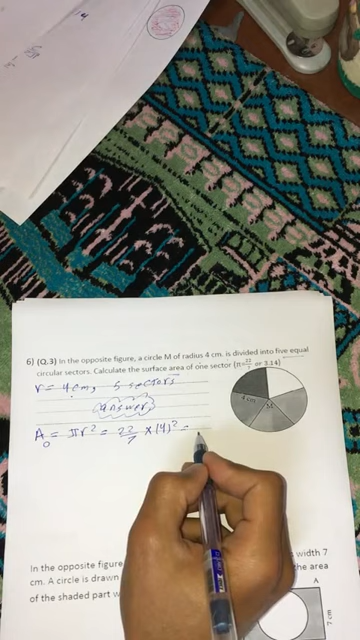 6) (Q.3) In the opposite figure, a circle M of radius 4 cm. is divided into five equal
circular sectors. Calculate the surface area of one sector (π=22/7 or 3.14)
r = 4 cm, 5 sectors
4 cm
M
Answer
A = πr² = 22/7 × (4)² =
In the opposite figure
width 7
cm. A circle is drawn
the area
of the shaded part w
A
7 cm